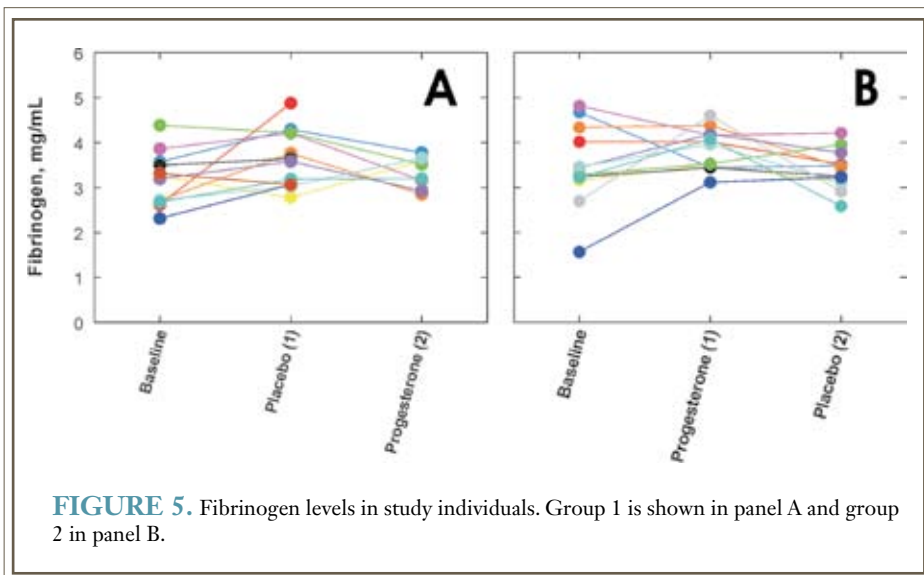 A
B
Fibrinogen, mg/mL
6
5
4
3
2
1
0
Baseline
Placebo (1)
Progesterone (2)
Baseline
Progesterone (1)
Placebo (2)
FIGURE 5. Fibrinogen levels in study individuals. Group 1 is shown in panel A and group
2 in panel B.